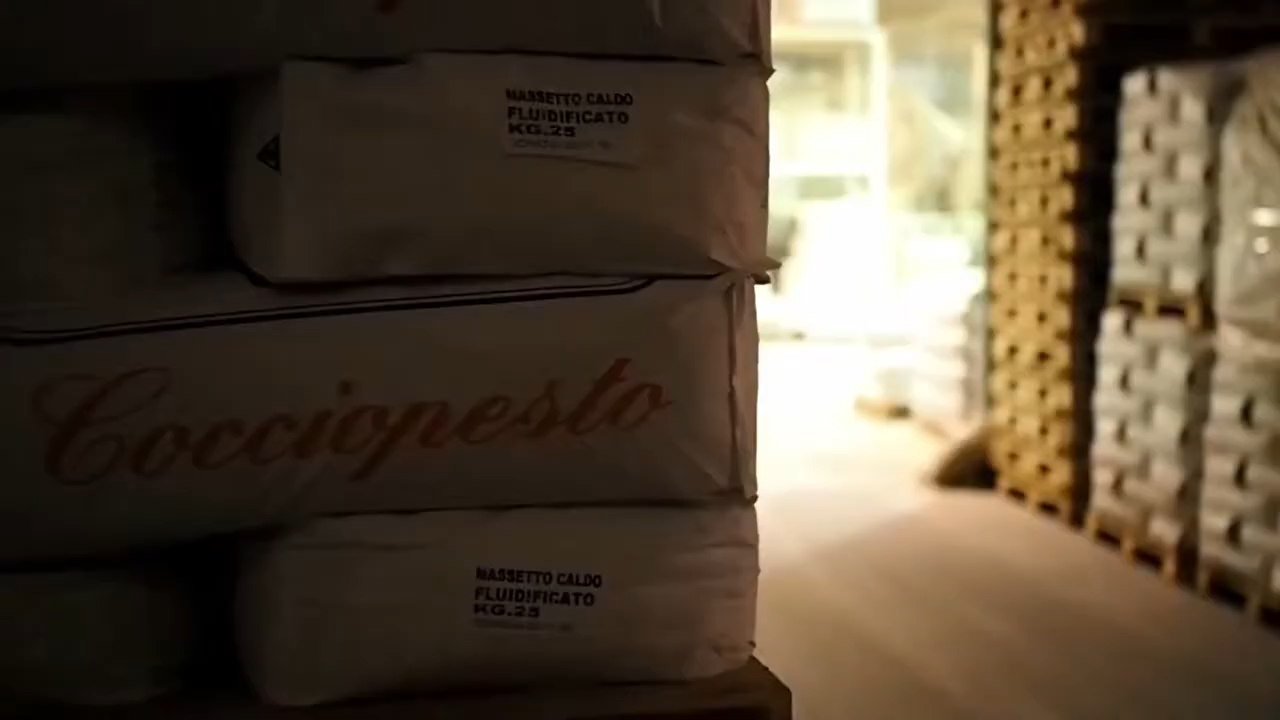 MASSETTO CALDO
FLUIDIFICATO
KG.25
Cocciopesto
MASSETTO CALDO
FLUIDIFICATO
KG.25